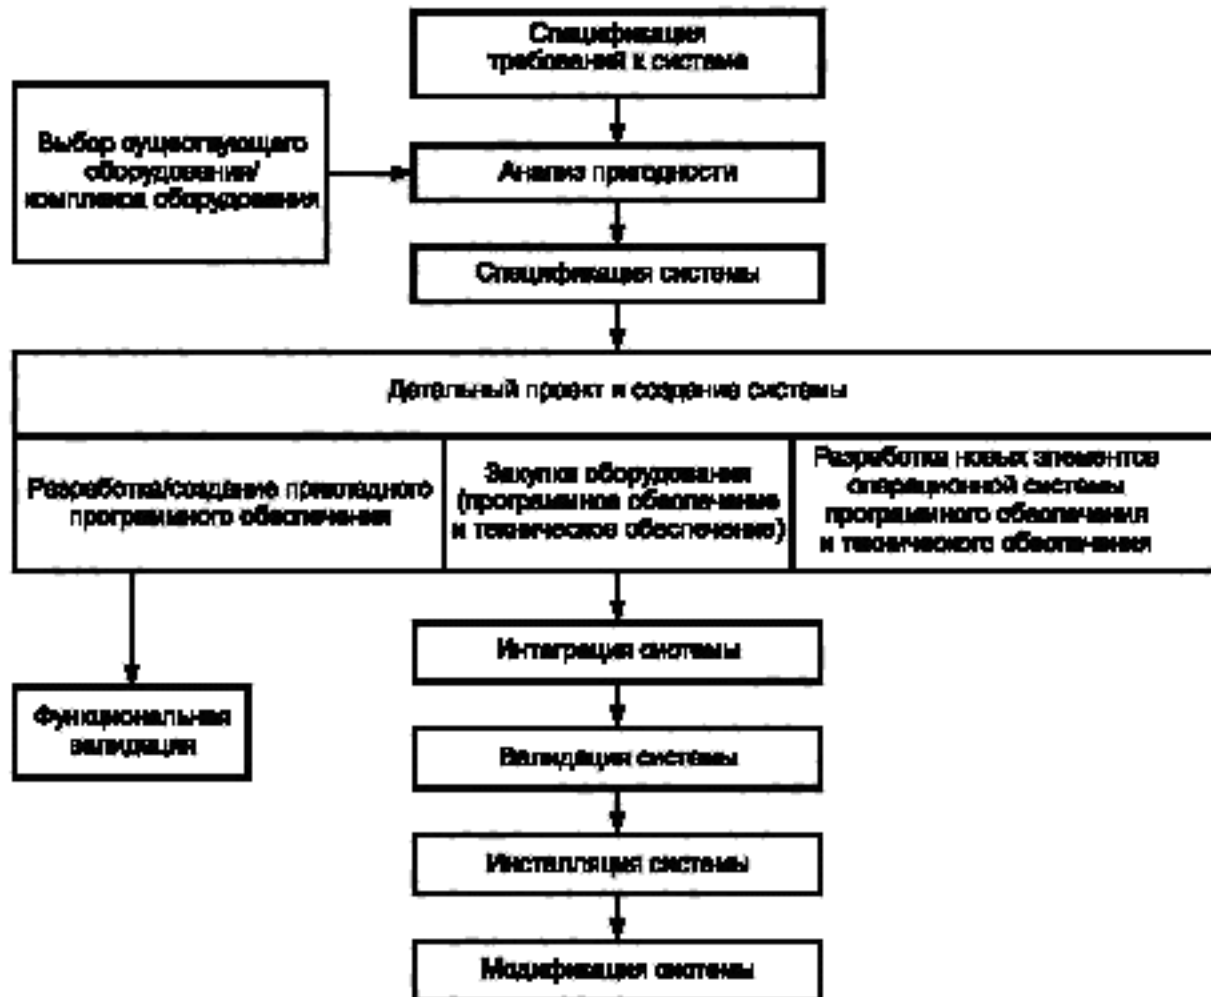 Спецификация
требований к системе
Выбор существующего
оборудования/
комплекса оборудования
Анализ пригодности
Спецификация системы
Детальный проект и создание системы
Разработка/создание прикладного
программного обеспечения
Закупка оборудования
(программное обеспечение
и техническое обеспечение)
Разработка новых элементов
операционной системы
программного обеспечения
и технического обеспечения
Интеграция системы
Функциональная
валидация
Валидация системы
Инсталляция системы
Модификация системы